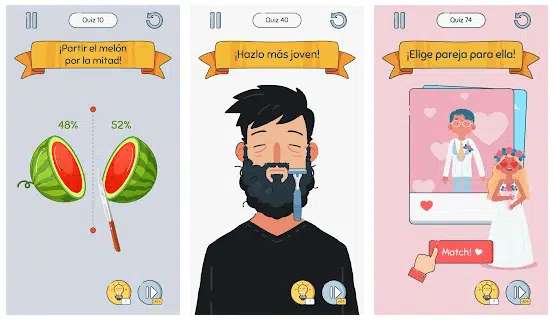 Quiz 10
¡Partir el melón
por la mitad!
48%
52%
Quiz 40
¡Hazlo más joven!
Quiz 74
¡Elige pareja para ella!
Match!